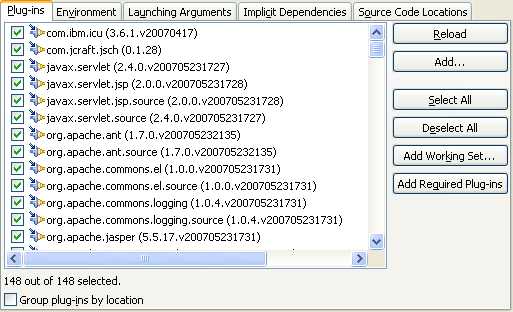 Plug-ins Environment Launching Arguments Implicit Dependencies Source Code Locations
com.ibm.icu (3.6.1.v20070417)
com.jcraft.jsch (0.1.28)
javax.servlet (2.4.0.v200705231727)
javax.servlet.jsp (2.0.0.v200705231728)
javax.servlet.jsp.source (2.0.0.v200705231728)
javax.servlet.source (2.4.0.v200705231727)
org.apache.ant (1.7.0.v200705232135)
org.apache.ant.source (1.7.0.v200705232135)
org.apache.commons.el (1.0.0.v200705231731)
org.apache.commons.el.source (1.0.0.v200705231731)
org.apache.commons.logging (1.0.4.v200705231731)
org.apache.commons.logging.source (1.0.4.v200705231731)
org.apache.jasper (5.5.17.v200705231731)
Reload
Add...
Select All
Deselect All
Add Working Set...
Add Required Plug-ins
148 out of 148 selected.
Group plug-ins by location